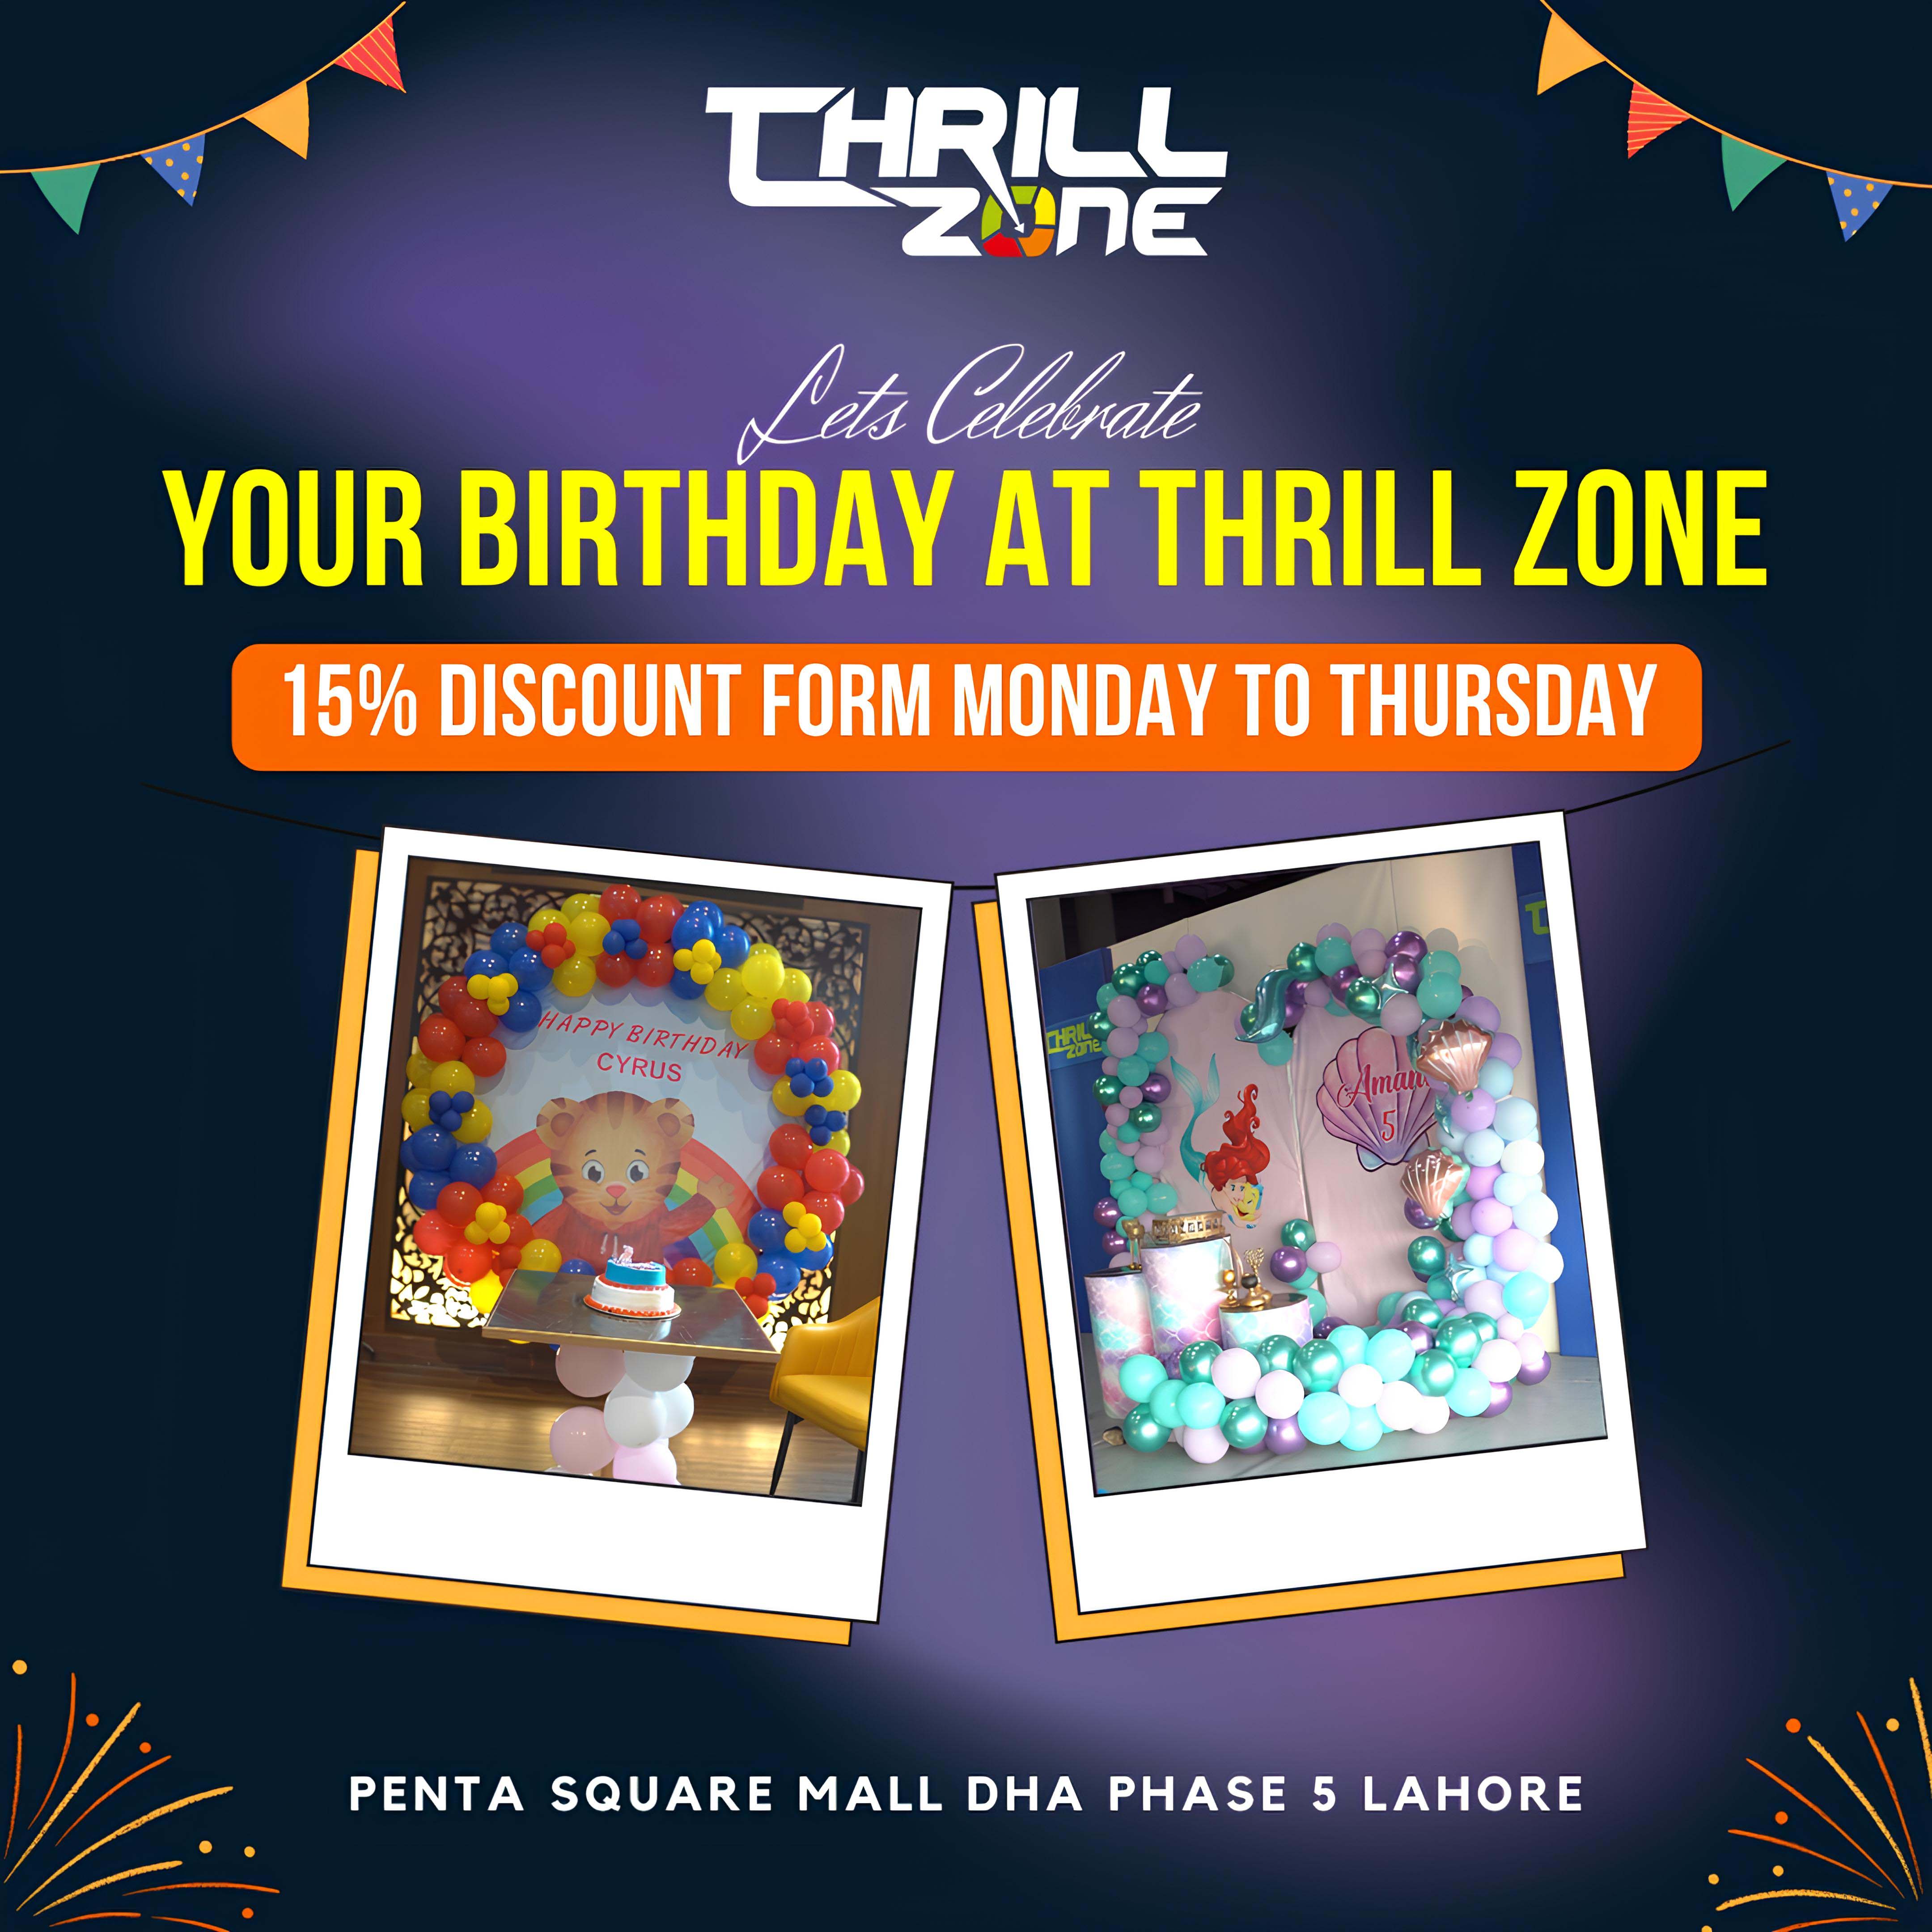 THRILL
ZONE
Lets Celebrate
YOUR BIRTHDAY AT THRILL ZONE
15% DISCOUNT FORM MONDAY TO THURSDAY
HAPPY BIRTHDAY
CYRUS
THRILL
ZONE
5
PENTA SQUARE MALL DHA PHASE 5 LAHORE